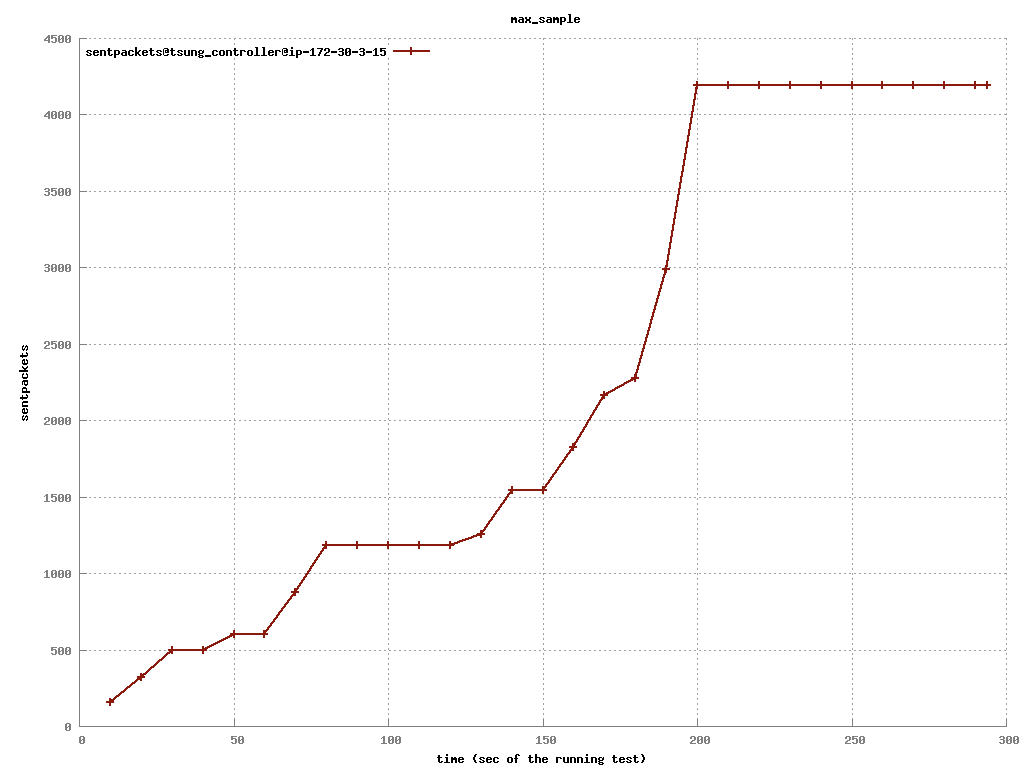 max_sample
sentpackets@tsung_controller@ip-172-30-3-15
4500
4000
3500
3000
2500
2000
1500
1000
500
0
sentpackets
0 50 100 150 200 250 300
time (sec of the running test)